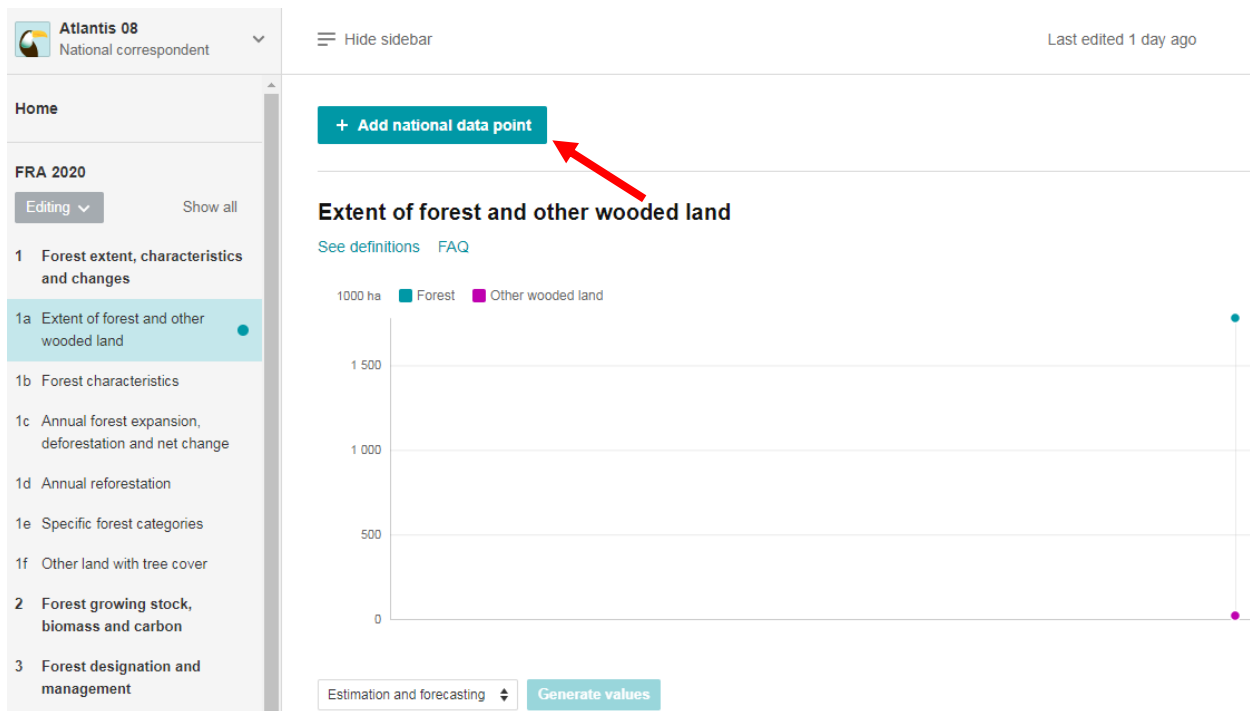 Atlantis 08
National correspondent
Hide sidebar
Last edited 1 day ago
Home
FRA 2020
Editing
Show all
1 Forest extent, characteristics
and changes
1a Extent of forest and other
wooded land
1b Forest characteristics
1c Annual forest expansion,
deforestation and net change
1d Annual reforestation
1e Specific forest categories
1f Other land with tree cover
2 Forest growing stock,
biomass and carbon
3 Forest designation and
management
+ Add national data point
Extent of forest and other wooded land
See definitions FAQ
1000 ha Forest Other wooded land
1 500
1 000
500
0
Estimation and forecasting Generate values